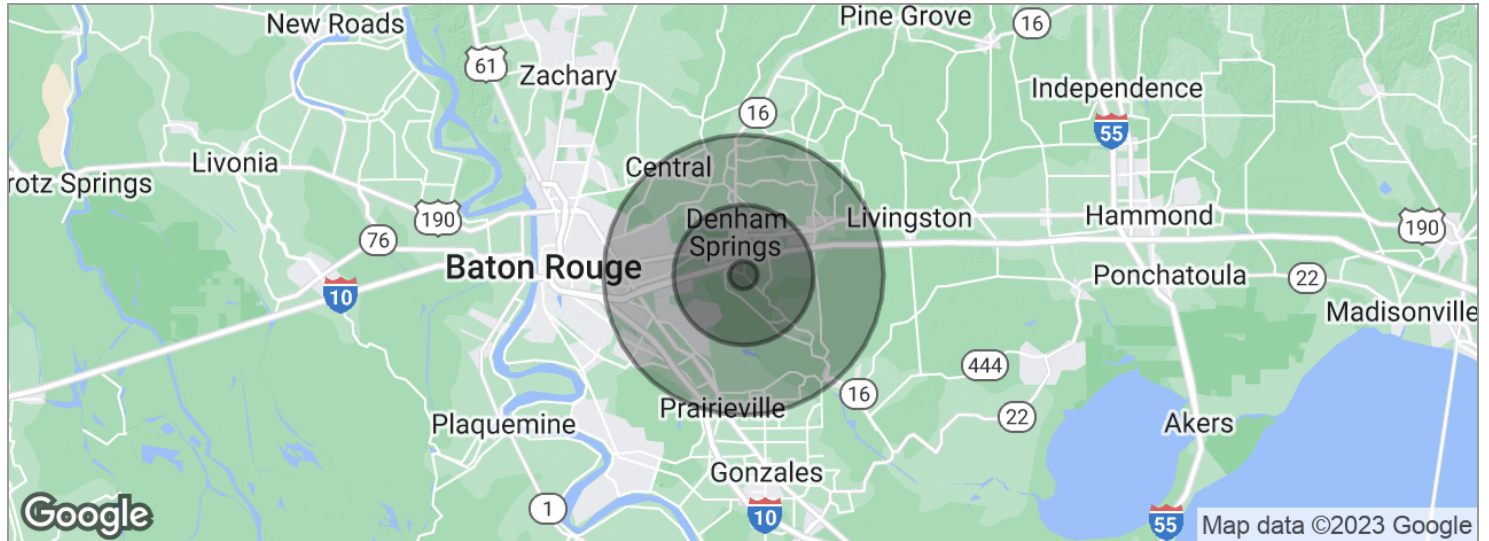 New Roads
Pine Grove
16
61
Zachary
Independence
16
55
Livonia
Central
rotz Springs
190
Denham
Springs
Livingston
Hammond
190
76
Baton Rouge
Ponchatoula
22
10
Madisonville
444
16
Prairieville
22
Plaquemine
Akers
Gonzales
Google
1
10
55
Map data ©2023 Google